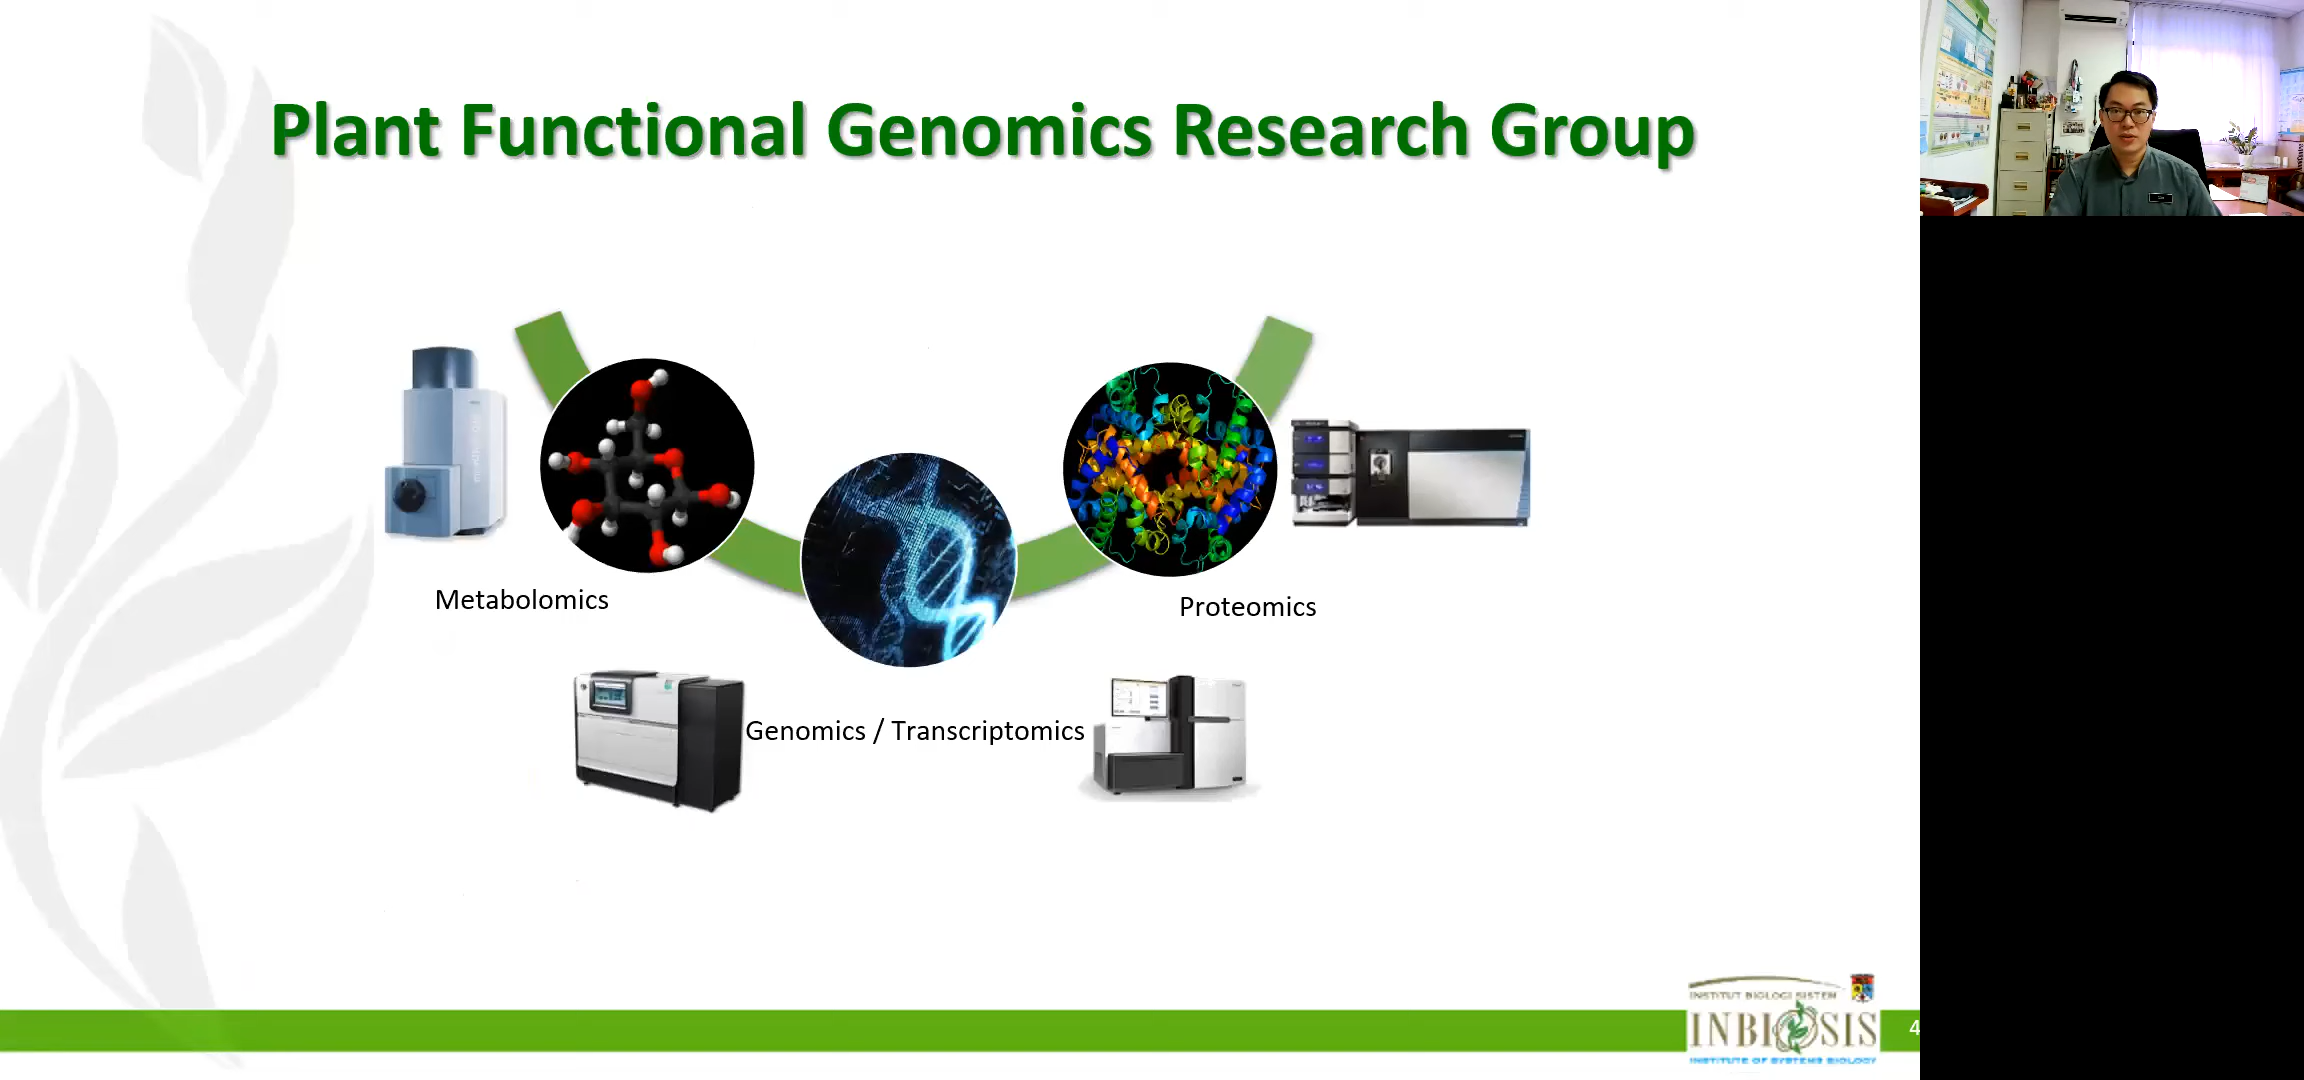 Plant Functional Genomics Research Group
Metabolomics
Proteomics
Genomics / Transcriptomics
INSTITUT BIOLOGI SISTEM
INBIOSIS
INSTITUTE OF SYSTEMS BIOLOGY
4